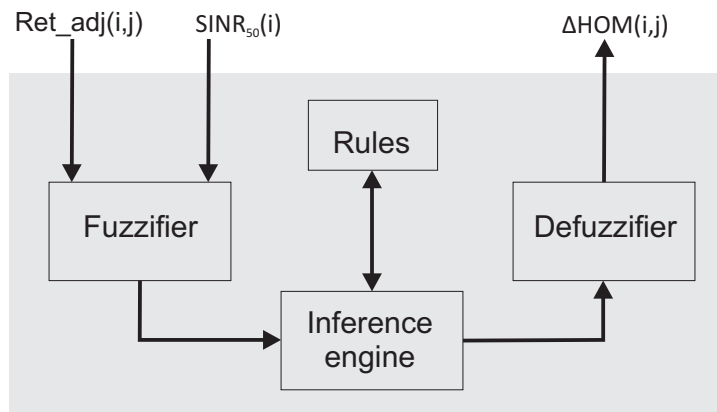 Ret_adj(i,j)
SINR₅₀(i)
ΔHOM(i,j)
Rules
Fuzzifier
Defuzzifier
Inference
engine